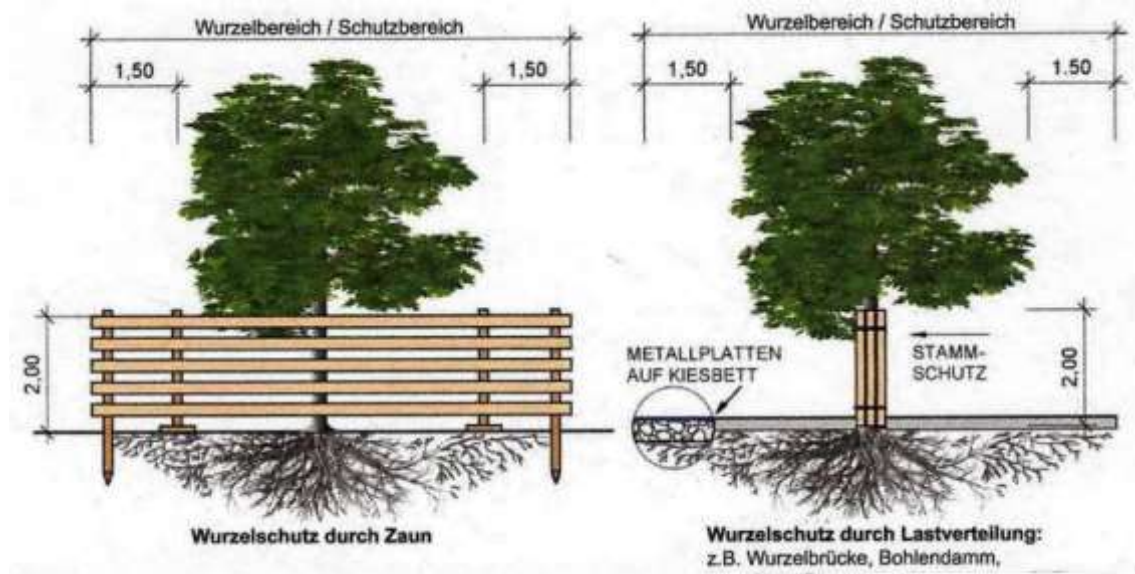 Wurzelbereich / Schutzbereich
1,50
1,50
2,00
Wurzelschutz durch Zaun
Wurzelbereich / Schutzbereich
1,50
1.50
METALLPLATTEN
AUF KIESBETT
STAMM-
SCHUTZ
2,00
Wurzelschutz durch Lastverteilung:
z.B. Wurzelbrücke, Bohlendamm,